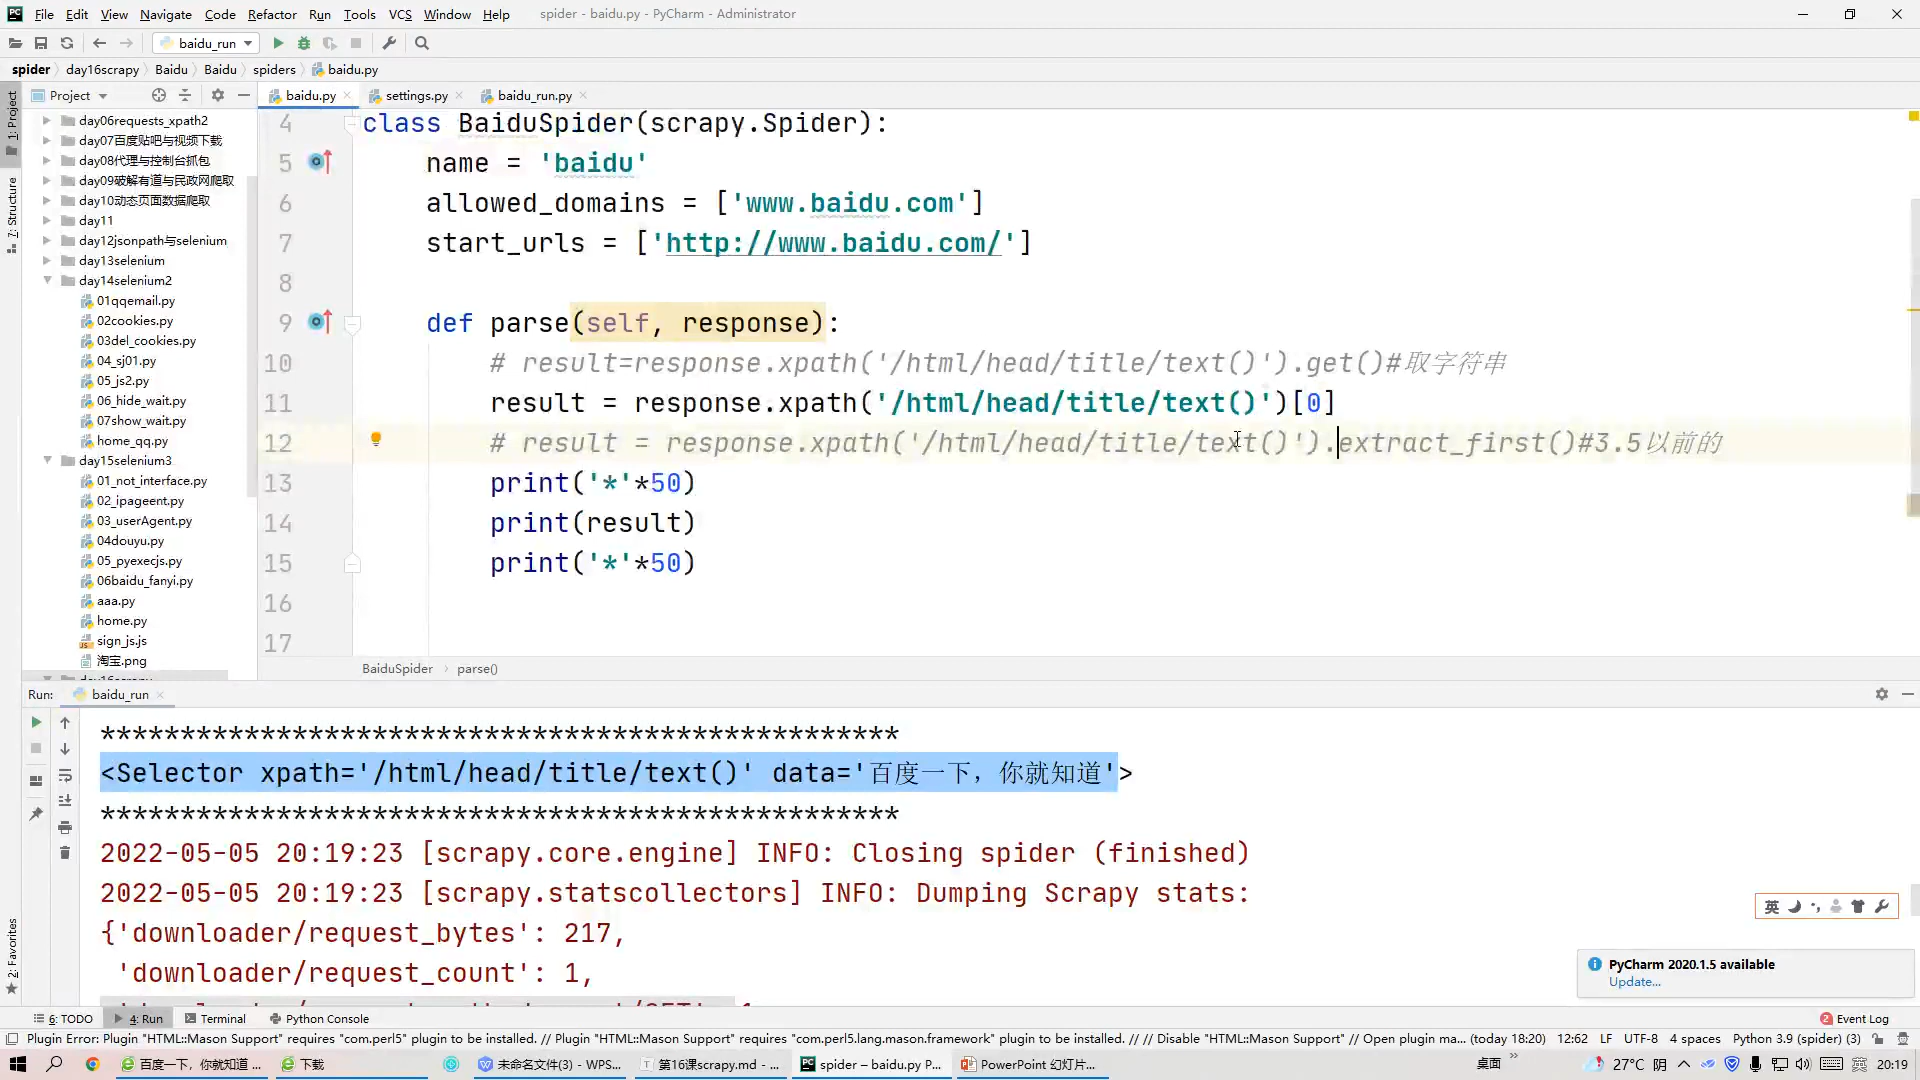 File Edit View Navigate Code Refactor Run Tools VCS Window Help spider - baidu.py - PyCharm - Administrator
baidu_run
spider day16scrapy Baidu Baidu spiders baidu.py
1: Project
7: Structure
2: Favorites
Project
baidu.py settings.py baidu_run.py
day06requests_xpath2
day07百度贴吧与视频下载
day08代理与控制台抓包
day09破解有道与民政网爬取
day10动态页面数据爬取
day11
day12jsonpath与selenium
day13selenium
day14selenium2
01qqemail.py
02cookies.py
03del_cookies.py
04_sj01.py
05_js2.py
06_hide_wait.py
07show_wait.py
home_qq.py
day15selenium3
01_not_interface.py
02_ipageent.py
03_userAgent.py
04douyu.py
05_pyexecjs.py
06baidu_fanyi.py
aaa.py
home.py
sign_js.js
淘宝.png
4 class BaiduSpider(scrapy.Spider):
5 name = 'baidu'
6 allowed_domains = ['www.baidu.com']
7 start_urls = ['http://www.baidu.com/']
8
9 def parse(self, response):
10 # result=response.xpath('/html/head/title/text()').get()#取字符串
11 result = response.xpath('/html/head/title/text()')[0]
12 # result = response.xpath('/html/head/title/text()').extract_first()#3.5以前的
13 print('*'*50)
14 print(result)
15 print('*'*50)
16
17
BaiduSpider parse()
Run: baidu_run
**************************************************
<Selector xpath='/html/head/title/text()' data='百度一下，你就知道'>
**************************************************
2022-05-05 20:19:23 [scrapy.core.engine] INFO: Closing spider (finished)
2022-05-05 20:19:23 [scrapy.statscollectors] INFO: Dumping Scrapy stats:
{'downloader/request_bytes': 217,
'downloader/request_count': 1,
英
PyCharm 2020.1.5 available
Update...
6: TODO 4: Run Terminal Python Console 2 Event Log
Plugin Error: Plugin "HTML::Mason Support" requires "com.perl5" plugin to be installed. // Plugin "HTML::Mason Support" requires "com.perl5.lang.mason.framework" plugin to be installed. // // Disable "HTML::Mason Support" // Open plugin ma... (today 18:20) 12:62 LF UTF-8 4 spaces Python 3.9 (spider) (3)
百度一下，你就知道 ... 下载 未命名文件(3) - WPS... 第16课scrapy.md - ... spider – baidu.py P... PowerPoint 幻灯片... 桌面 27°C 阴 英 20:19